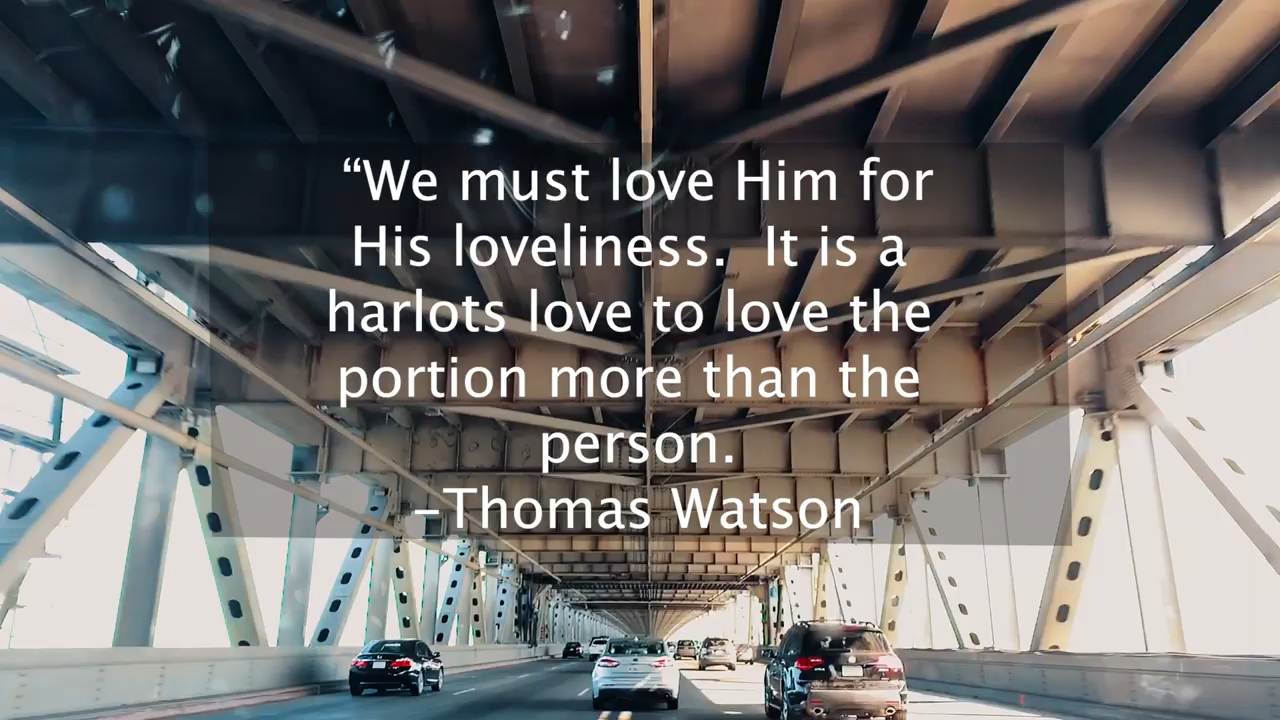 “We must love Him for
His loveliness.  It is a
harlots love to love the
portion more than the
person.
–Thomas Watson